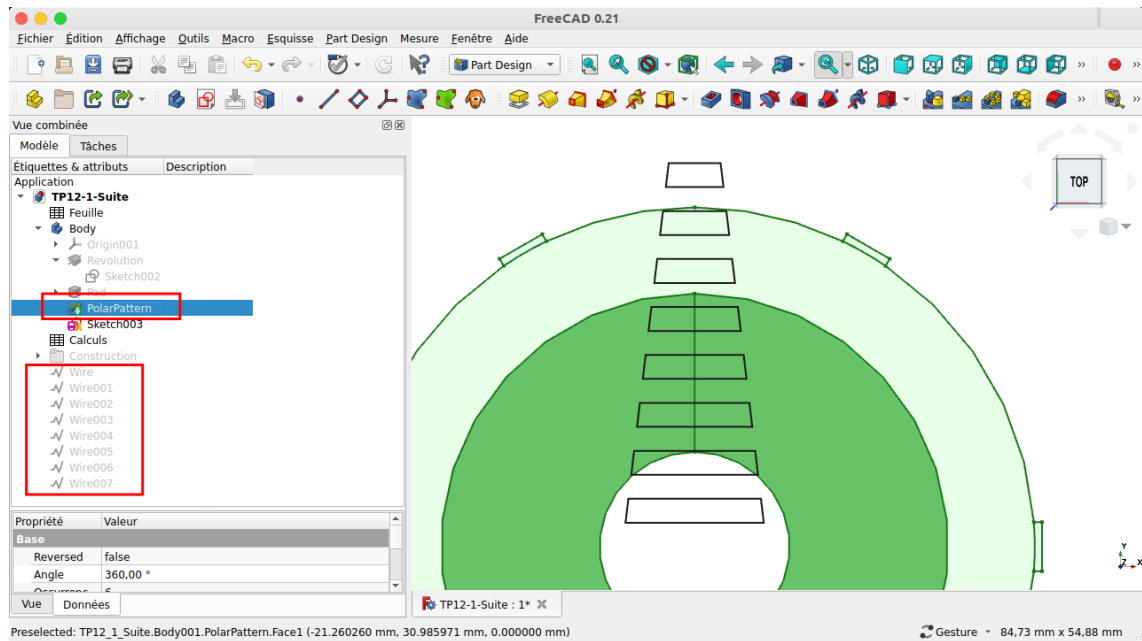 FreeCAD 0.21
Fichier Édition Affichage Outils Macro Esquisse Part Design Mesure Fenêtre Aide
Part Design
Vue combinée
Modèle Tâches
Étiquettes & attributs Description
Application
TP12-1-Suite
Feuille
Body
Origin001
Revolution
Sketch002
Pad
PolarPattern
Sketch003
Calculs
Construction
Wire
Wire001
Wire002
Wire003
Wire004
Wire005
Wire006
Wire007
TOP
Propriété Valeur
Base
Reversed false
Angle 360,00 °
Y
Z X
Vue Données
TP12-1-Suite : 1*
Preselected: TP12_1_Suite.Body001.PolarPattern.Face1 (-21.260260 mm, 30.985971 mm, 0.000000 mm)
Gesture 84,73 mm x 54,88 mm